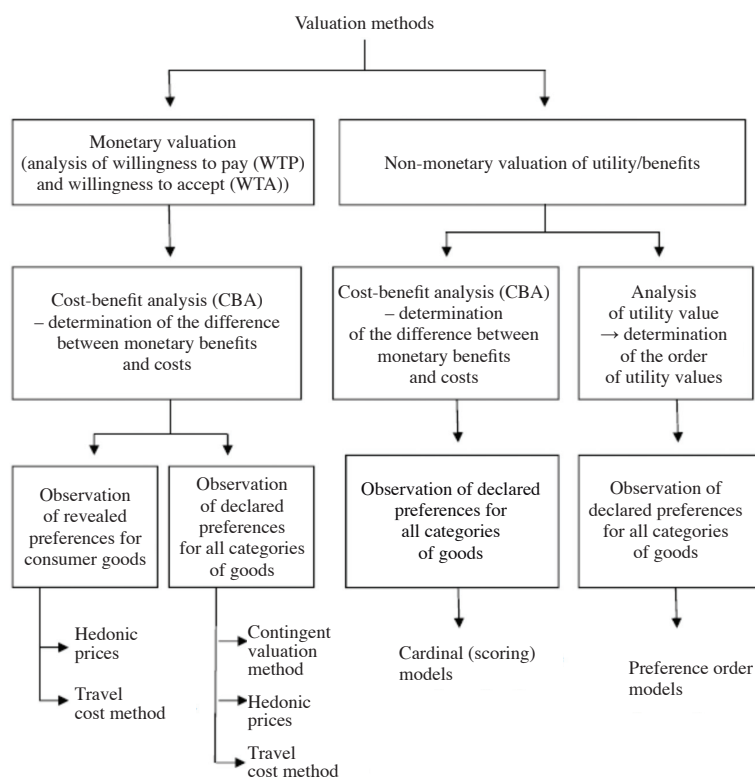 Valuation methods
Monetary valuation
(analysis of willingness to pay (WTP)
and willingness to accept (WTA))
Non-monetary valuation of utility/benefits
Cost-benefit analysis (CBA)
– determination of the difference
between monetary benefits
and costs
Cost-benefit analysis (CBA)
– determination
of the difference between
monetary benefits
and costs
Analysis
of utility value
→ determination
of the order
of utility values
Observation
of revealed
preferences for
consumer goods
Observation
of declared
preferences
for all categories
of goods
Observation of declared
preferences for
all categories
of goods
Observation of
declared preferences
for all categories
of goods
Hedonic
prices
Travel
cost method
Contingent
valuation
method
Hedonic
prices
Travel
cost method
Cardinal (scoring)
models
Preference order
models